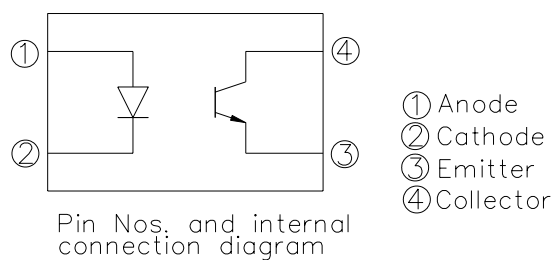 ①
②
④
③
① Anode
② Cathode
③ Emitter
④ Collector
Pin Nos. and internal
connection diagram